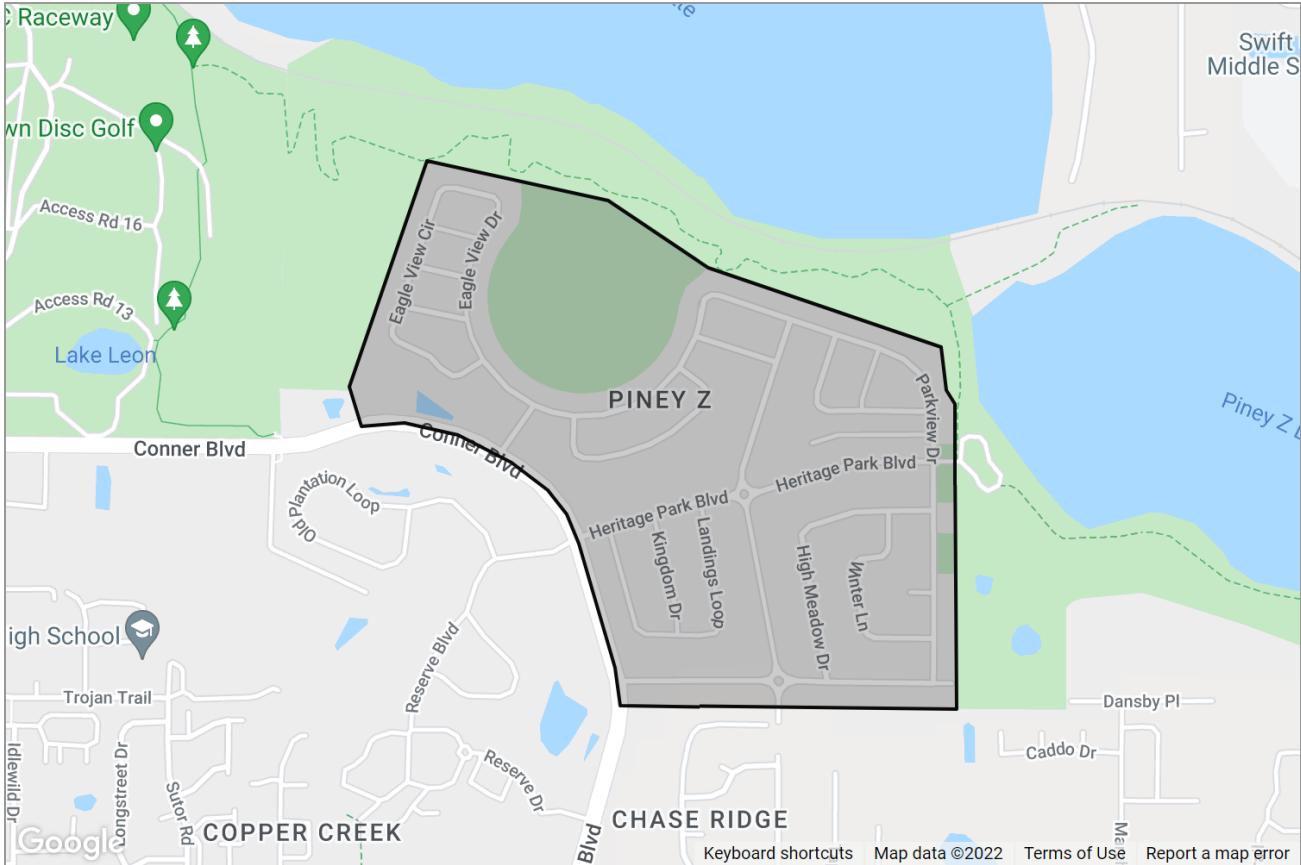 C Raceway
Swift
Middle S
wn Disc Golf
Access Rd 16
Eagle View Cir
Eagle View Dr
Access Rd 13
Lake Leon
PINEY Z
Parkview Dr
Piney Z L
Conner Blvd
Conner Blvd
Heritage Park Blvd
Old Plantation Loop
Heritage Park Blvd
Landings Loop
Kingdom Dr
High Meadow Dr
Winter Ln
igh School
Reserve Blvd
Trojan Trail
Dansby Pl
Idlewild Dr
Longstreet Dr
Sutor Rd
Reserve Dr
Caddo Dr
COPPER CREEK
CHASE RIDGE
Blvd
Ma
Google
Keyboard shortcuts Map data ©2022 Terms of Use Report a map error